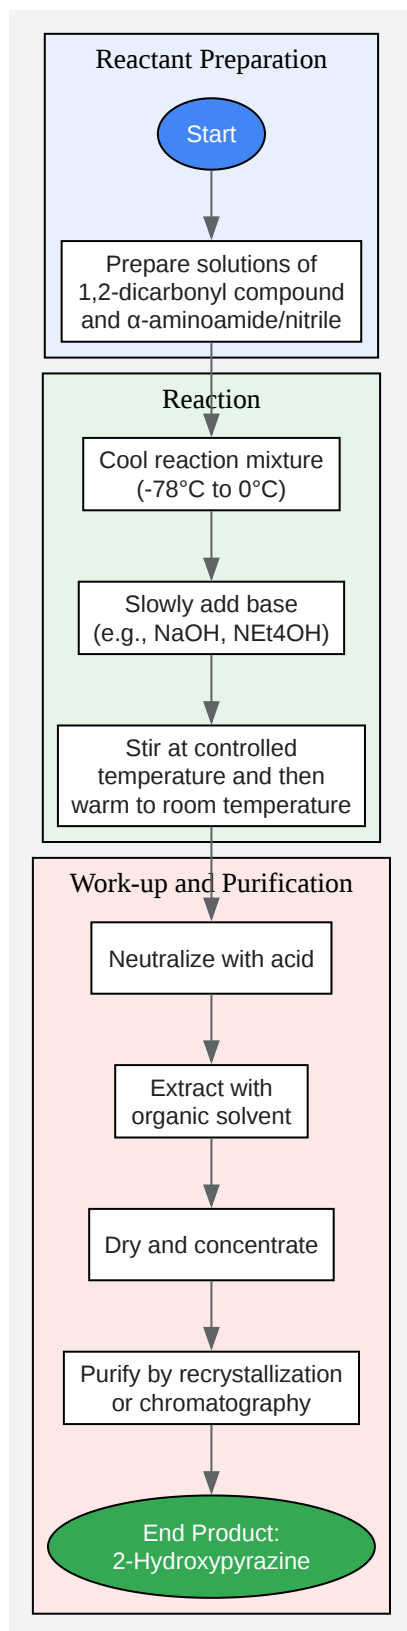 Reactant Preparation
Start
Prepare solutions of
1,2-dicarbonyl compound
and α-aminoamide/nitrile
Reaction
Cool reaction mixture
(-78°C to 0°C)
Slowly add base
(e.g., NaOH, NEt4OH)
Stir at controlled
temperature and then
warm to room temperature
Work-up and Purification
Neutralize with acid
Extract with
organic solvent
Dry and concentrate
Purify by recrystallization
or chromatography
End Product:
2-Hydroxypyrazine